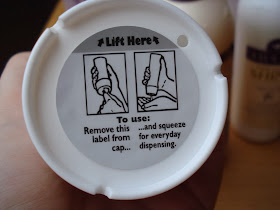 Lift Here
To use:
Remove this
label from
cap...
...and squeeze
for everyday
dispensing.